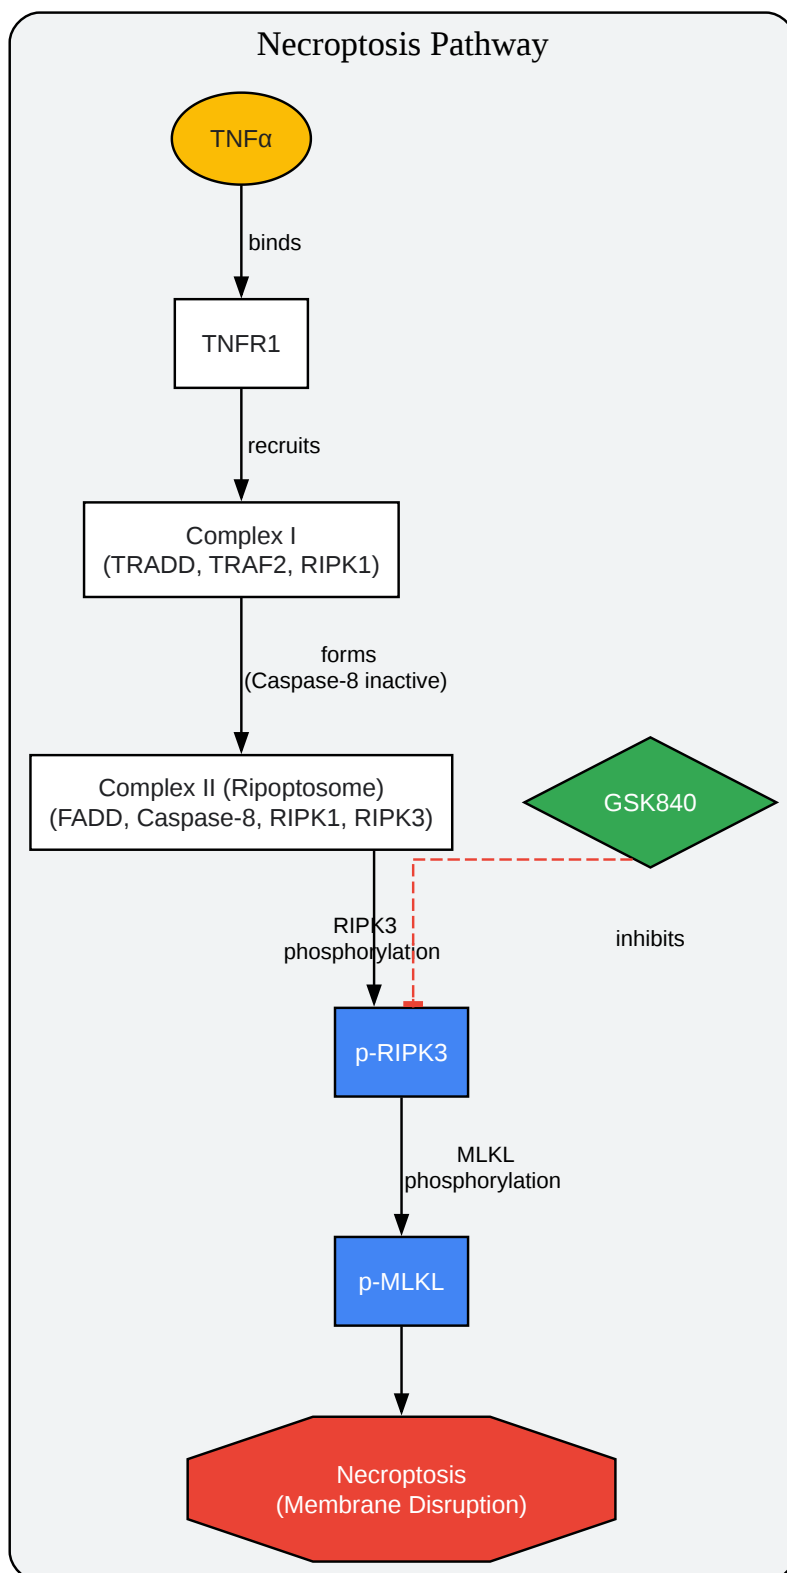 Necroptosis Pathway
TNFα
binds
TNFR1
recruits
Complex I
(TRADD, TRAF2, RIPK1)
forms
(Caspase-8 inactive)
Complex II (Ripoptosome)
(FADD, Caspase-8, RIPK1, RIPK3)
GSK840
RIPK3
phosphorylation
inhibits
p-RIPK3
MLKL
phosphorylation
p-MLKL
Necroptosis
(Membrane Disruption)